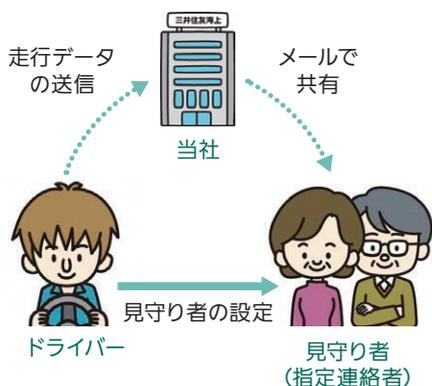 三井住友海上
走行データ
の送信
メールで
共有
当社
見守り者の設定
ドライバー
見守り者
（指定連絡者）